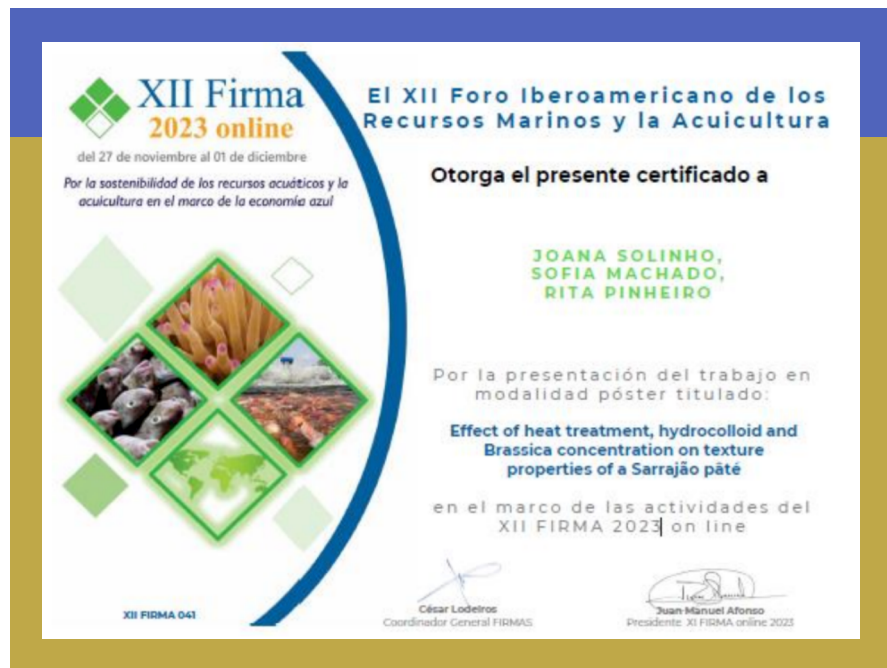 XII Firma
2023 online
del 27 de noviembre al 01 de diciembre
Por la sostenibilidad de los recursos acuáticos y la
acuicultura en el marco de la economía azul
XII FIRMA 041
El XII Foro Iberoamericano de los
Recursos Marinos y la Acuicultura
Otorga el presente certificado a
JOANA SOLINHO,
SOFIA MACHADO,
RITA PINHEIRO
Por la presentación del trabajo en
modalidad póster titulado:
Effect of heat treatment, hydrocolloid and
Brassica concentration on texture
properties of a Sarrajão pâté
en el marco de las actividades del
XII FIRMA 2023 on line
César Lodeiros
Coordinador General FIRMAS
Juan Manuel Afonso
Presidente XI FIRMA online 2023